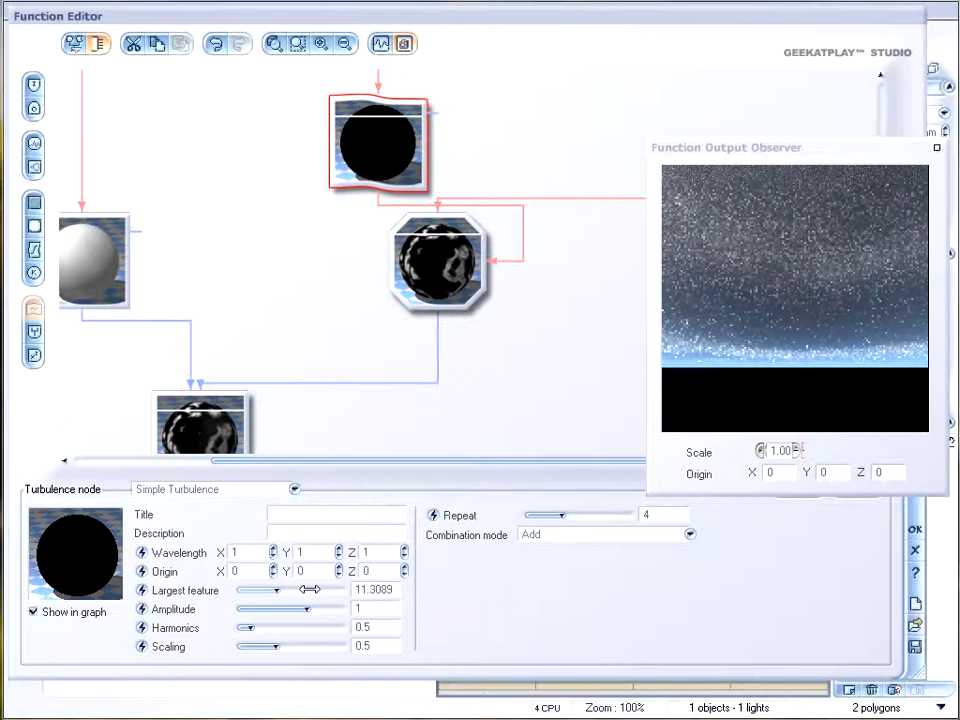 Function Editor
GEEKATPLAY™ STUDIO
Function Output Observer
Scale 1.00
Origin X 0 Y 0 Z 0
Turbulence node Simple Turbulence
Title
Description
Wavelength X 1 Y 1 Z 1
Origin X 0 Y 0 Z 0
Largest feature 11.3089
Amplitude 1
Harmonics 0.5
Scaling 0.5
Show in graph
Repeat 4
Combination mode Add
OK
4 CPU Zoom : 100% 1 objects - 1 lights 2 polygons